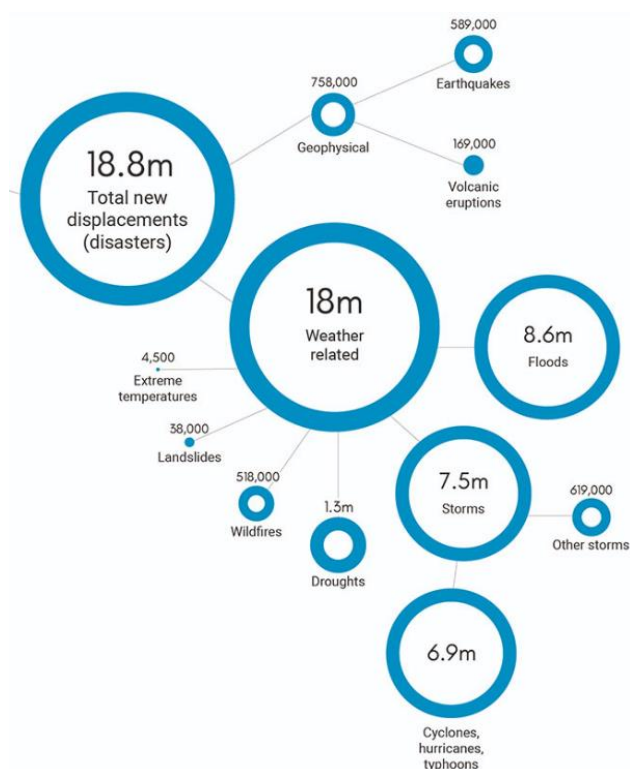 589,000
Earthquakes
758,000
Geophysical
169,000
Volcanic
eruptions
18.8m
Total new
displacements
(disasters)
18m
Weather
related
8.6m
Floods
4,500
Extreme
temperatures
38,000
Landslides
518,000
Wildfires
1.3m
Droughts
7.5m
Storms
619,000
Other storms
6.9m
Cyclones,
hurricanes,
typhoons